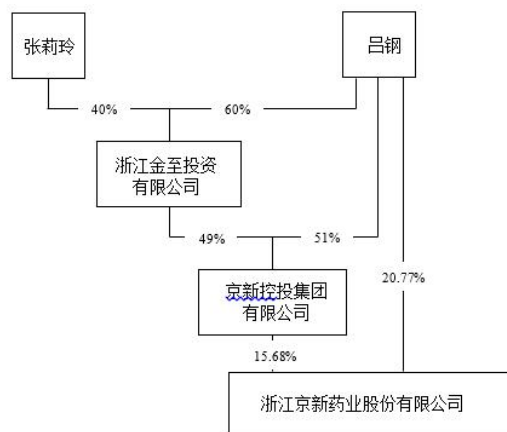 张莉玲
吕钢
40%
60%
浙江金至投资
有限公司
49%
51%
京新控投集团
有限公司
20.77%
15.68%
浙江京新药业股份有限公司